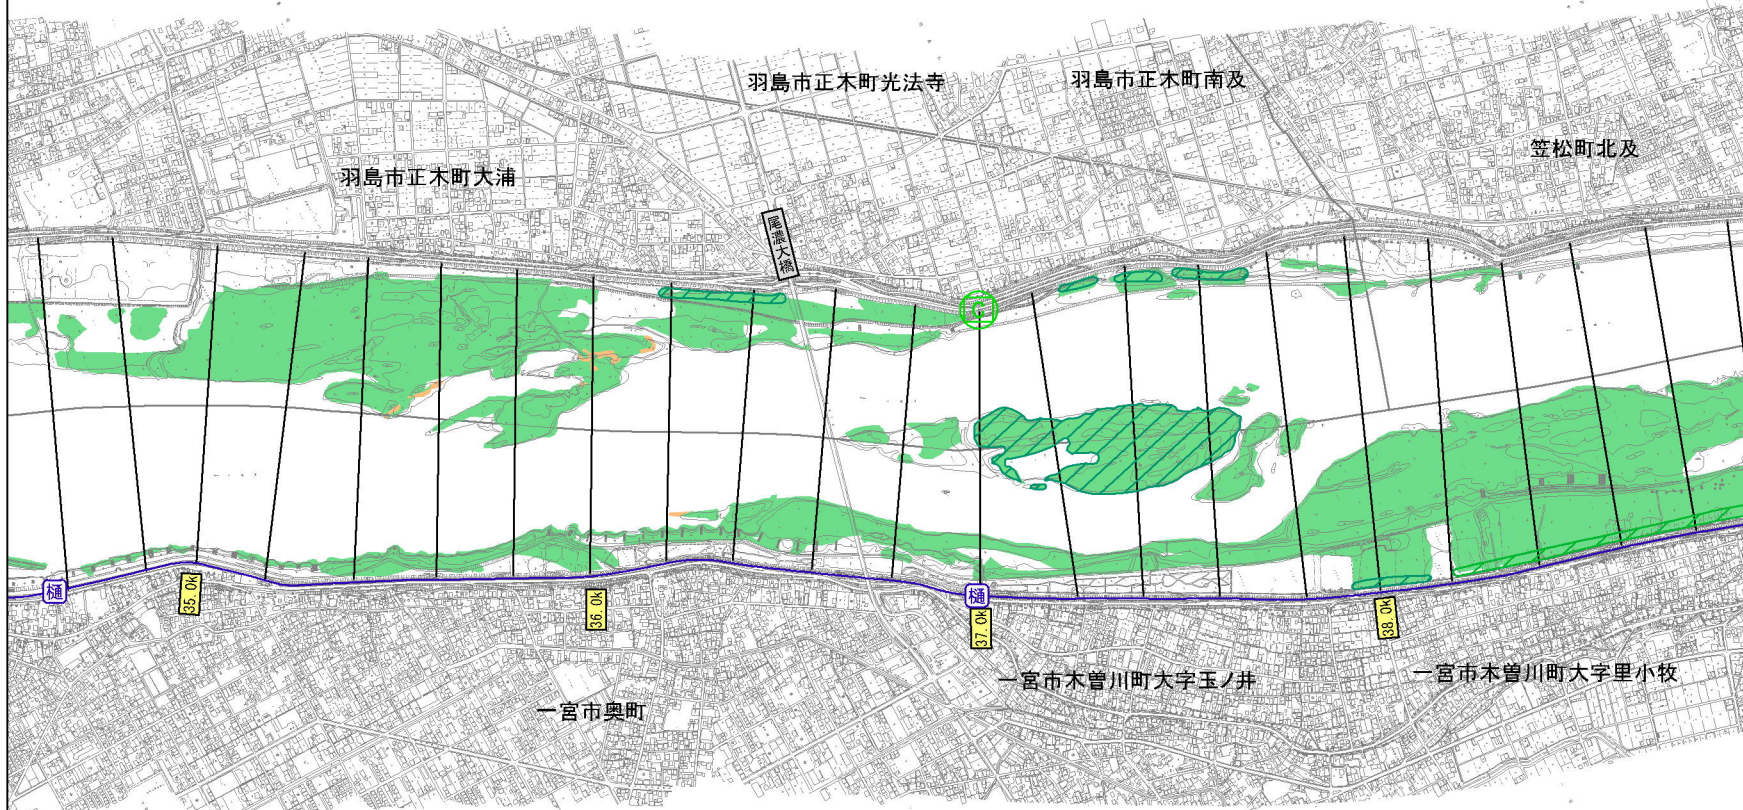 羽島市正木町光法寺
羽島市正木町南及
笠松町北及
羽島市正木町大浦
尾濃大橋
C
樋
樋
35.0k
36.0k
37.0k
38.0k
一宮市木曽川町大字玉ノ井
一宮市木曽川町大字里小牧
一宮市奥町